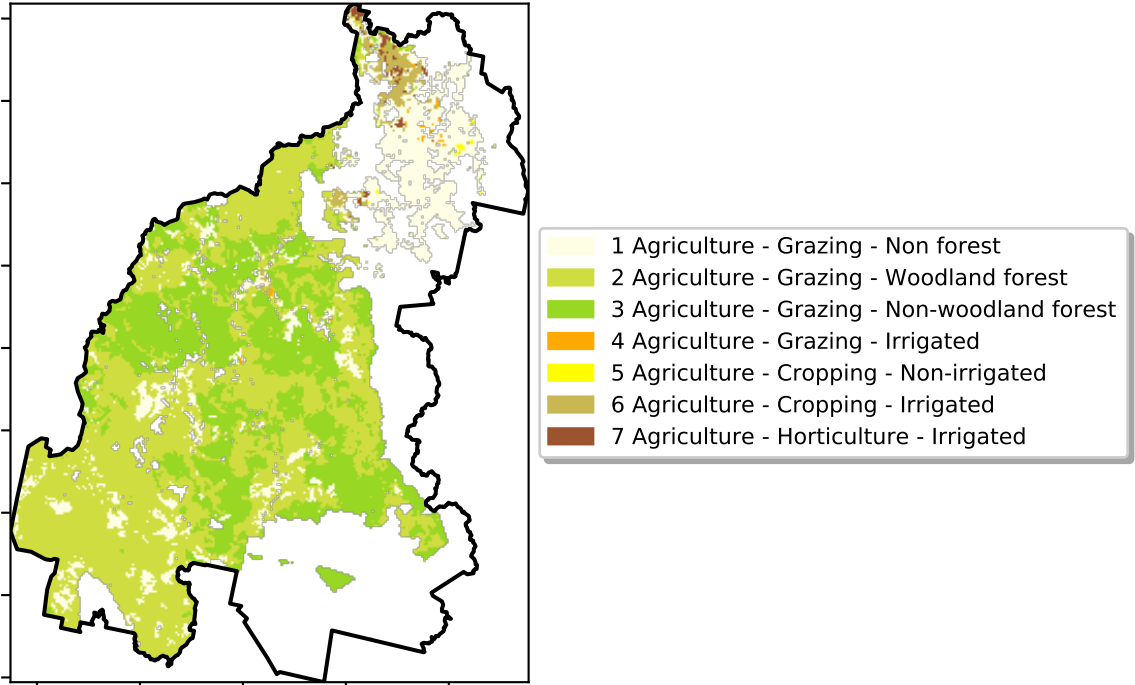 1 Agriculture - Grazing - Non forest
2 Agriculture - Grazing - Woodland forest
3 Agriculture - Grazing - Non-woodland forest
4 Agriculture - Grazing - Irrigated
5 Agriculture - Cropping - Non-irrigated
6 Agriculture - Cropping - Irrigated
7 Agriculture - Horticulture - Irrigated